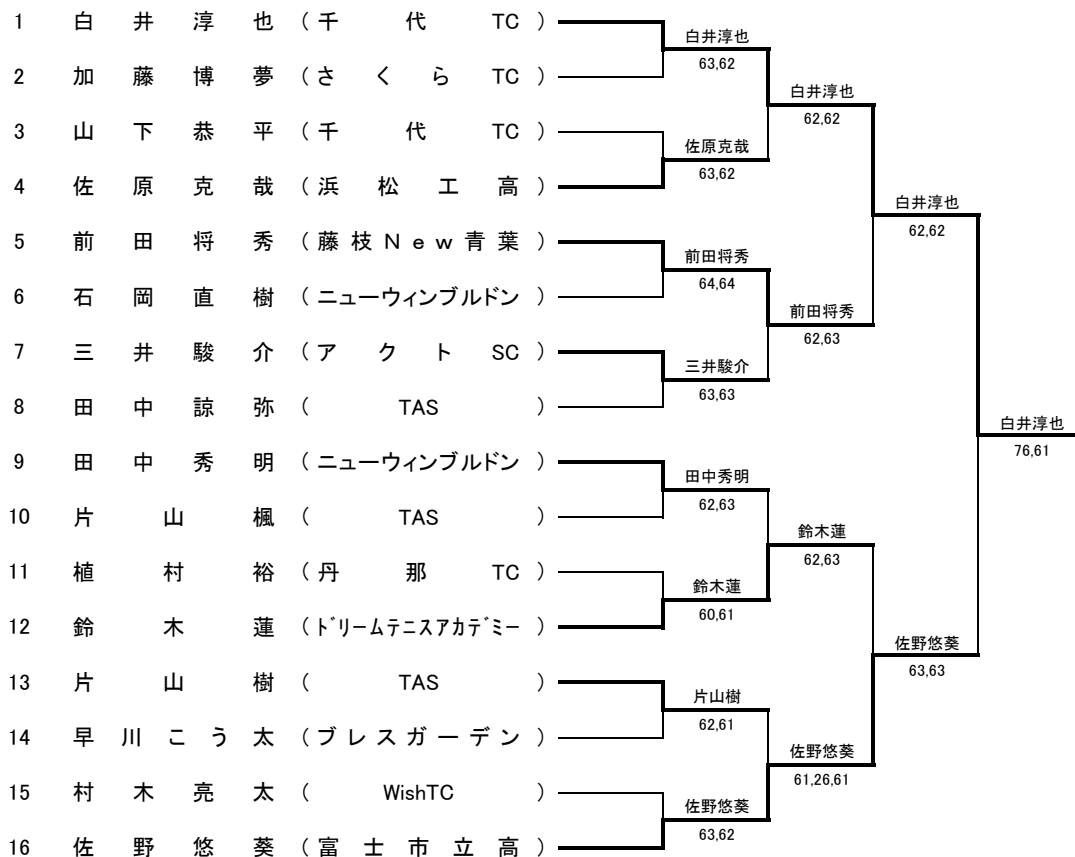 1 白井淳也 (千代 TC)
白井淳也
63,62
2 加藤博夢 (さくら TC)
白井淳也
62,62
3 山下恭平 (千代 TC)
佐原克哉
63,62
4 佐原克哉 (浜松工高)
白井淳也
62,62
5 前田将秀 (藤枝New青葉)
前田将秀
64,64
6 石岡直樹 (ニューウィンブルドン)
前田将秀
62,63
7 三井駿介 (アクト SC)
三井駿介
63,63
8 田中諒弥 (TAS)
白井淳也
76,61
9 田中秀明 (ニューウィンブルドン)
田中秀明
62,63
10 片山楓 (TAS)
鈴木蓮
62,63
11 植村裕 (丹那 TC)
鈴木蓮
60,61
12 鈴木蓮 (ドリームテニスアカデミー)
佐野悠葵
63,63
13 片山樹 (TAS)
片山樹
62,61
14 早川こう太 (ブレスガーデン)
佐野悠葵
61,26,61
15 村木亮太 (WishTC)
佐野悠葵
63,62
16 佐野悠葵 (富士市立高)